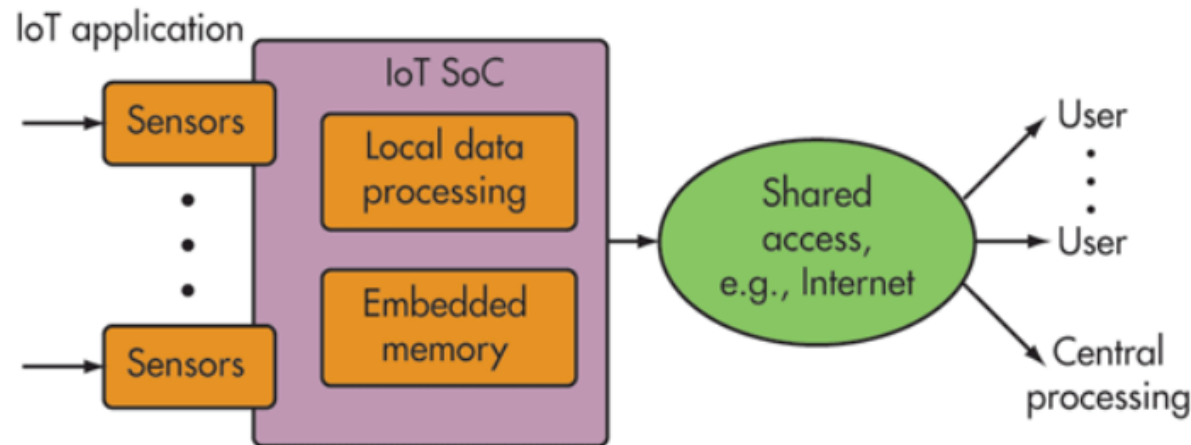 IoT application
IoT SoC
Sensors
Local data
processing
Embedded
memory
Sensors
Shared
access,
e.g., Internet
User
User
Central
processing